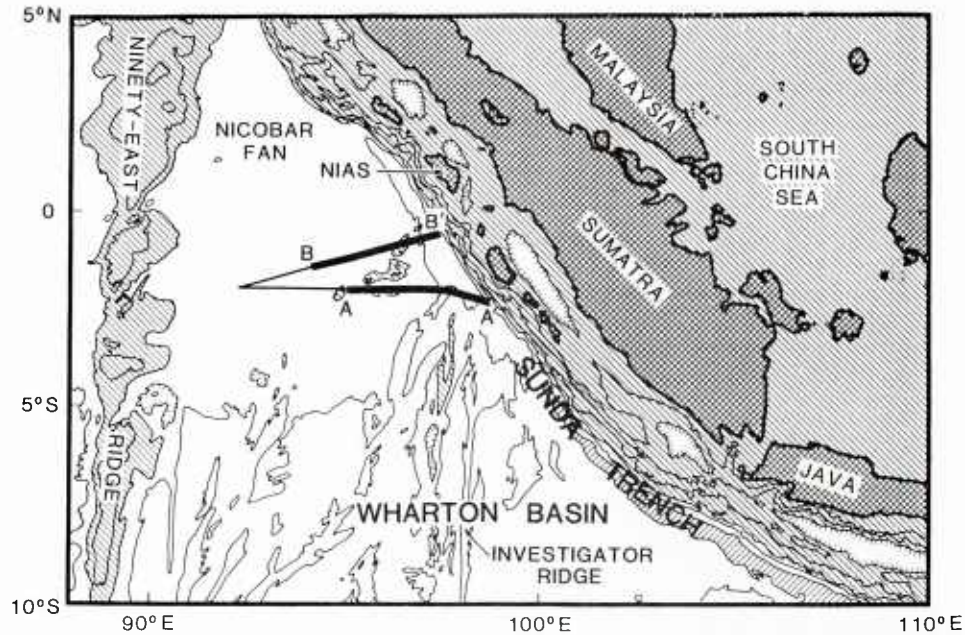 5°N
0
5°S
10°S
90°E
100°E
110°E
NINETY-EAST
RIDGE
NICOBAR
FAN
NIAS
MALAYSIA
SOUTH
CHINA
SEA
SUMATRA
B
B'
A
A
SUNDA
TRENCH
JAVA
WHARTON BASIN
INVESTIGATOR
RIDGE